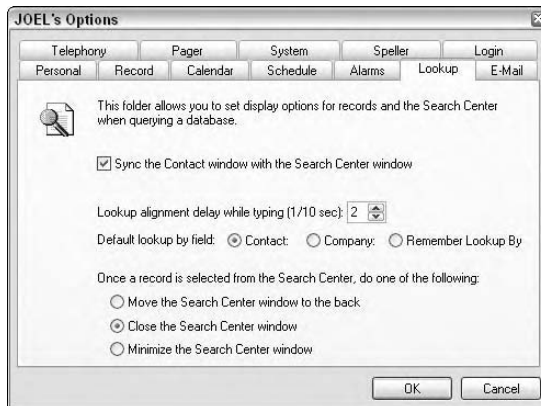 JOEL's Options
Telephony Pager System Speller Login
Personal Record Calendar Schedule Alarms Lookup E-Mail
This folder allows you to set display options for records and the Search Center
when querying a database.
Sync the Contact window with the Search Center window
Lookup alignment delay while typing (1/10 sec): 2
Default lookup by field: Contact: Company: Remember Lookup By
Once a record is selected from the Search Center, do one of the following:
Move the Search Center window to the back
Close the Search Center window
Minimize the Search Center window
OK Cancel